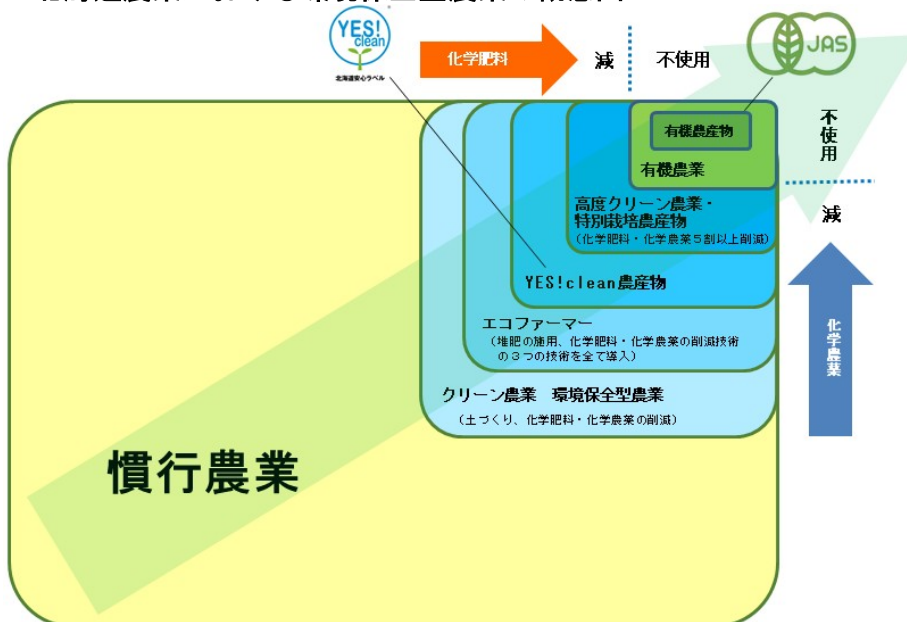 YES!
clean
北海道安心ラベル
化学肥料
減
不使用
JAS
有機農産物
有機農業
不使用
減
高度クリーン農業・
特別栽培農産物
(化学肥料・化学農薬5割以上削減)
YES!clean農産物
エコファーマー
(堆肥の施用、化学肥料・化学農薬の削減技術
の3つの技術を全て導入)
クリーン農業 環境保全型農業
(土づくり、化学肥料・化学農薬の削減)
化学農薬
慣行農業